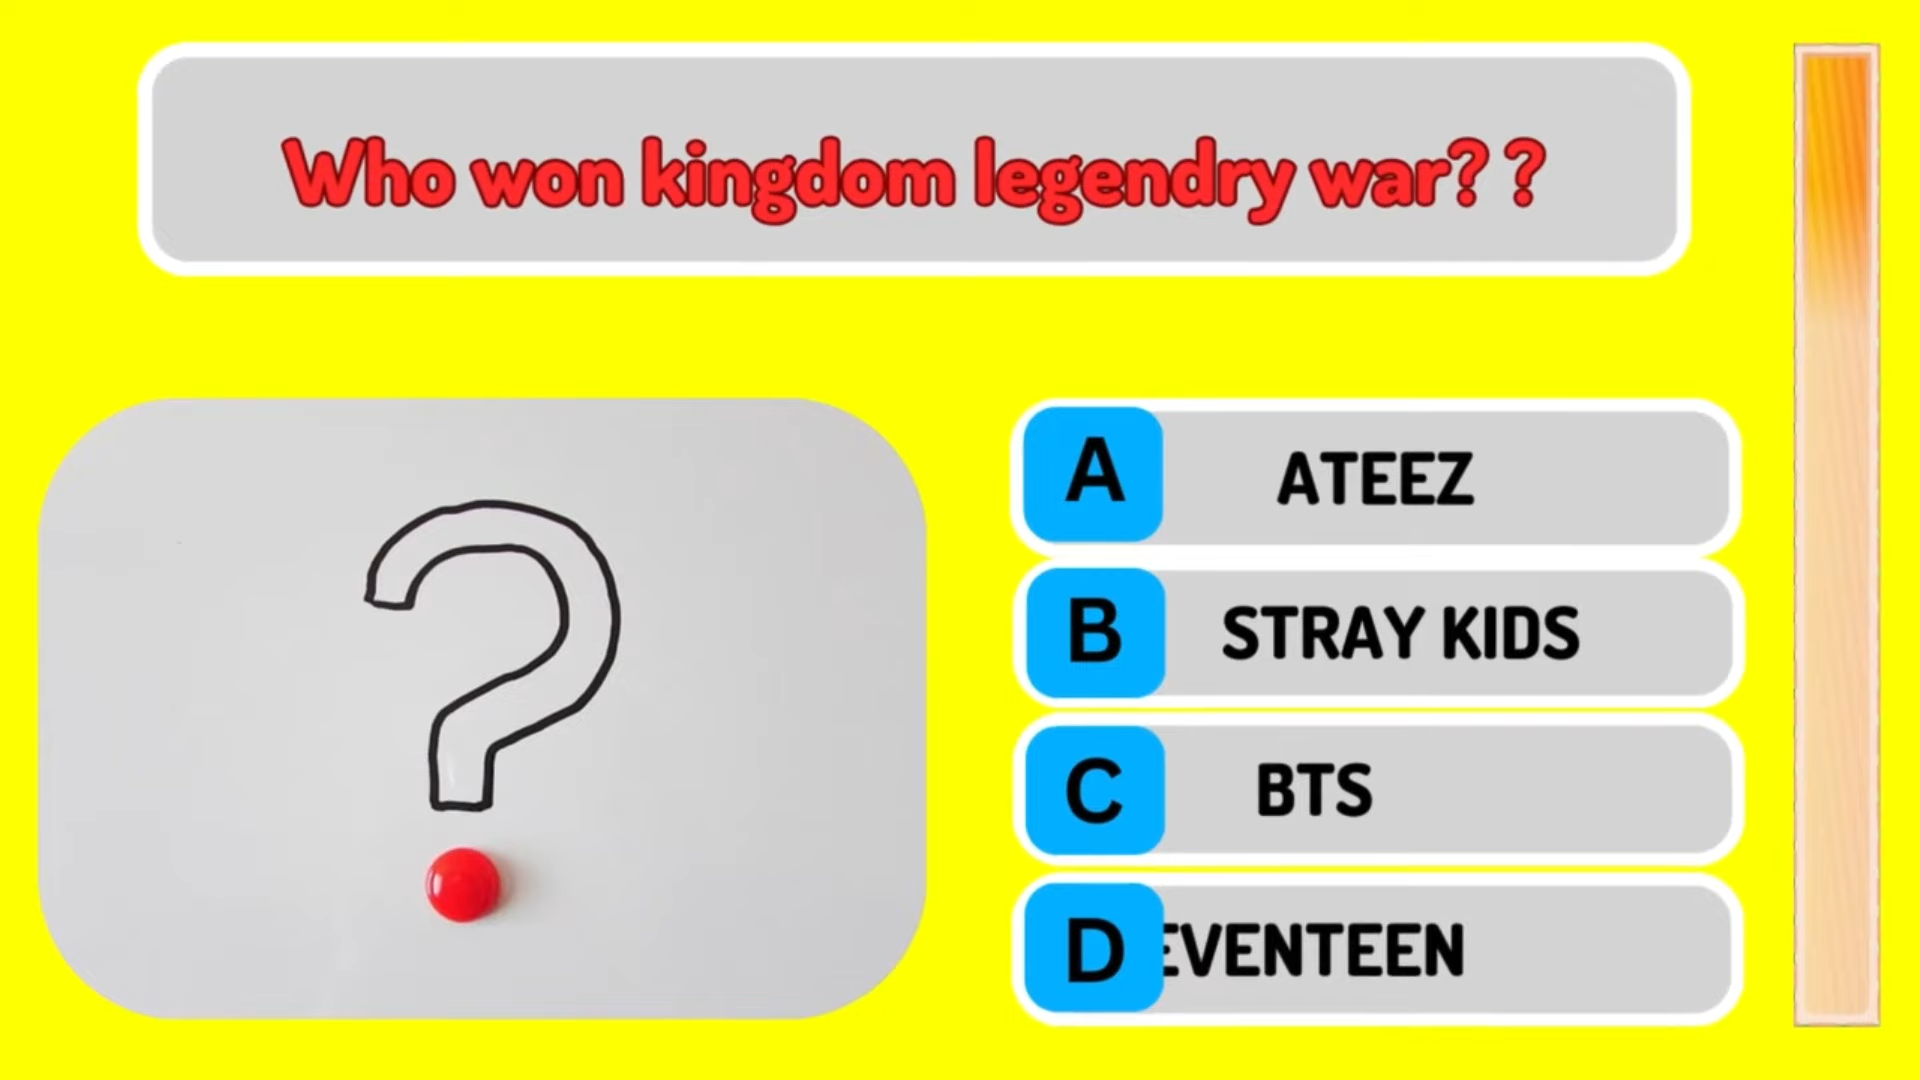 Who won kingdom legendry war? ?
A ATEEZ
B STRAY KIDS
C BTS
D EVENTEEN